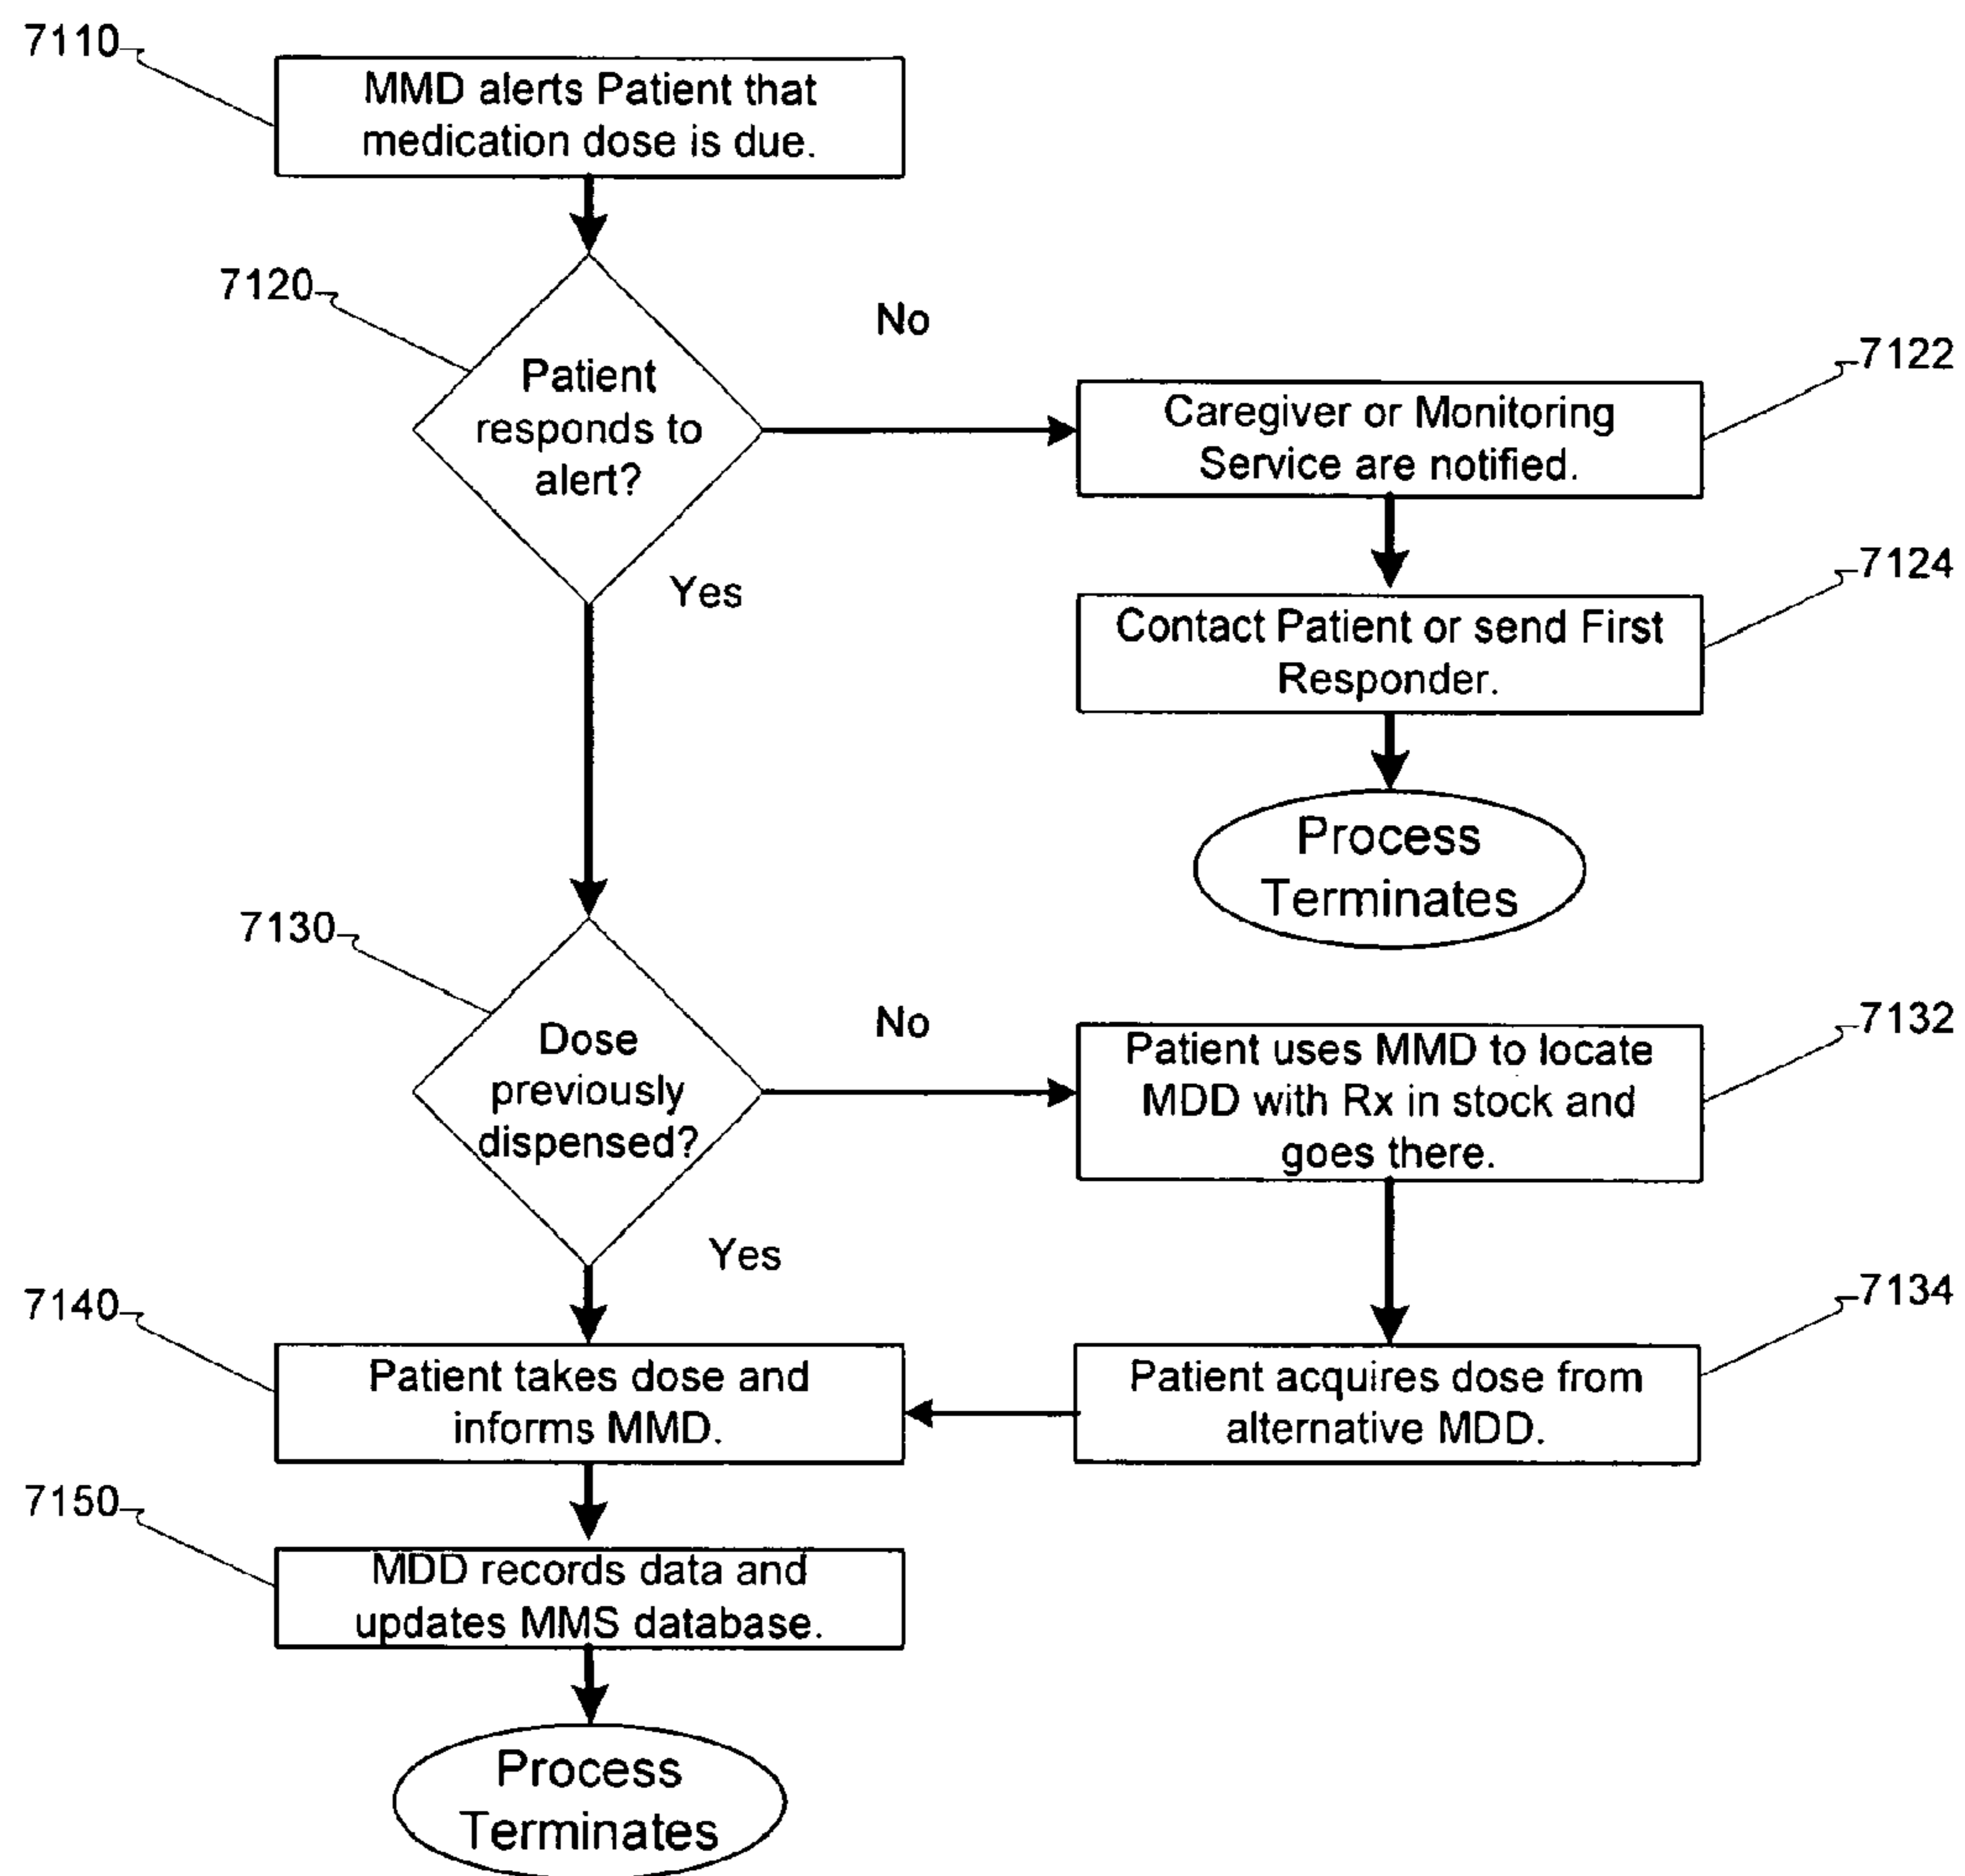 7110
MMD alerts Patient that
medication dose is due.
7120
Patient
responds to
alert?
No
Yes
7122
Caregiver or Monitoring
Service are notified.
7124
Contact Patient or send First
Responder.
Process
Terminates
7130
Dose
previously
dispensed?
No
Yes
7132
Patient uses MMD to locate
MDD with Rx in stock and
goes there.
7134
Patient acquires dose from
alternative MDD.
7140
Patient takes dose and
informs MMD.
7150
MDD records data and
updates MMS database.
Process
Terminates